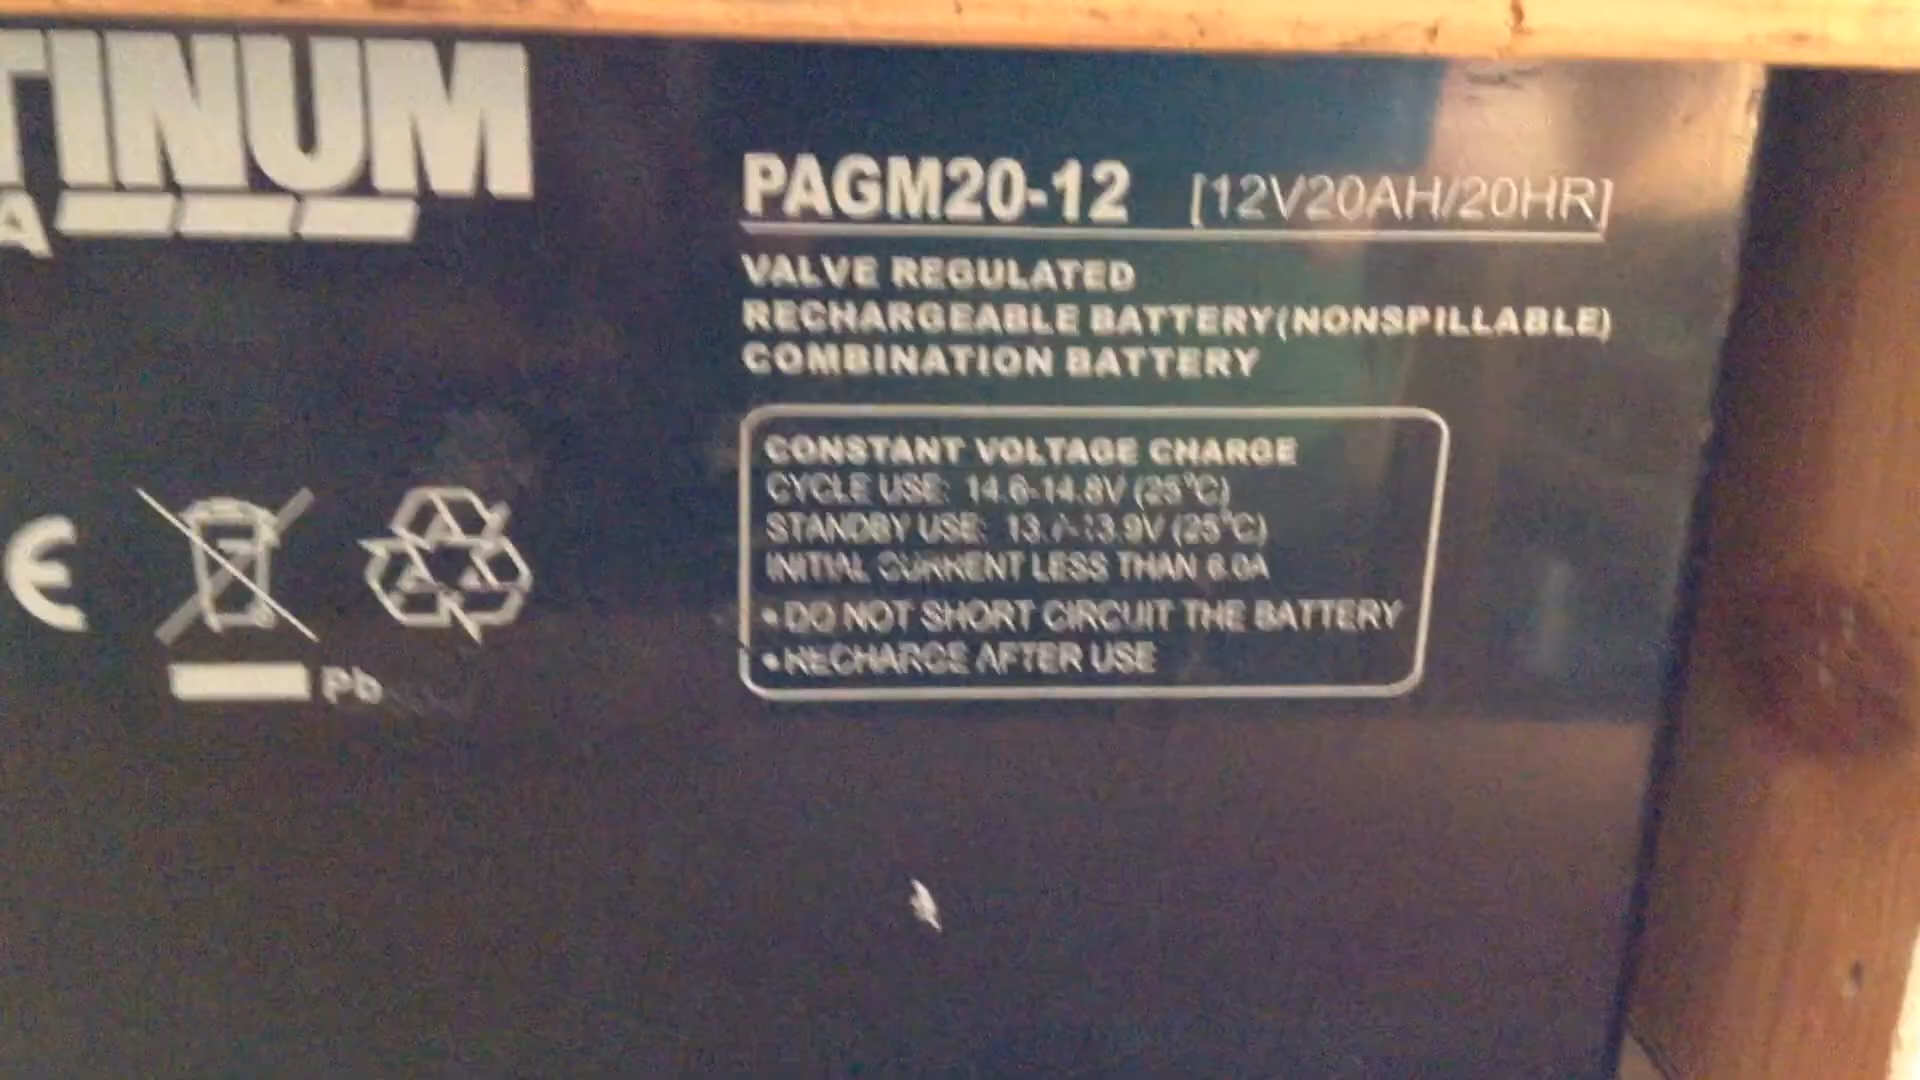 TINUM
A
PAGM20-12 [12V20AH/20HR]
VALVE REGULATED
RECHARGEABLE BATTERY(NONSPILLABLE)
COMBINATION BATTERY
CONSTANT VOLTAGE CHARGE
CYCLE USE: 14.6-14.8V (25°C)
STANDBY USE: 13.7-13.9V (25°C)
INITIAL CURRENT LESS THAN 6.0A
•DO NOT SHORT CIRCUIT THE BATTERY
•RECHARGE AFTER USE
CE
Pb